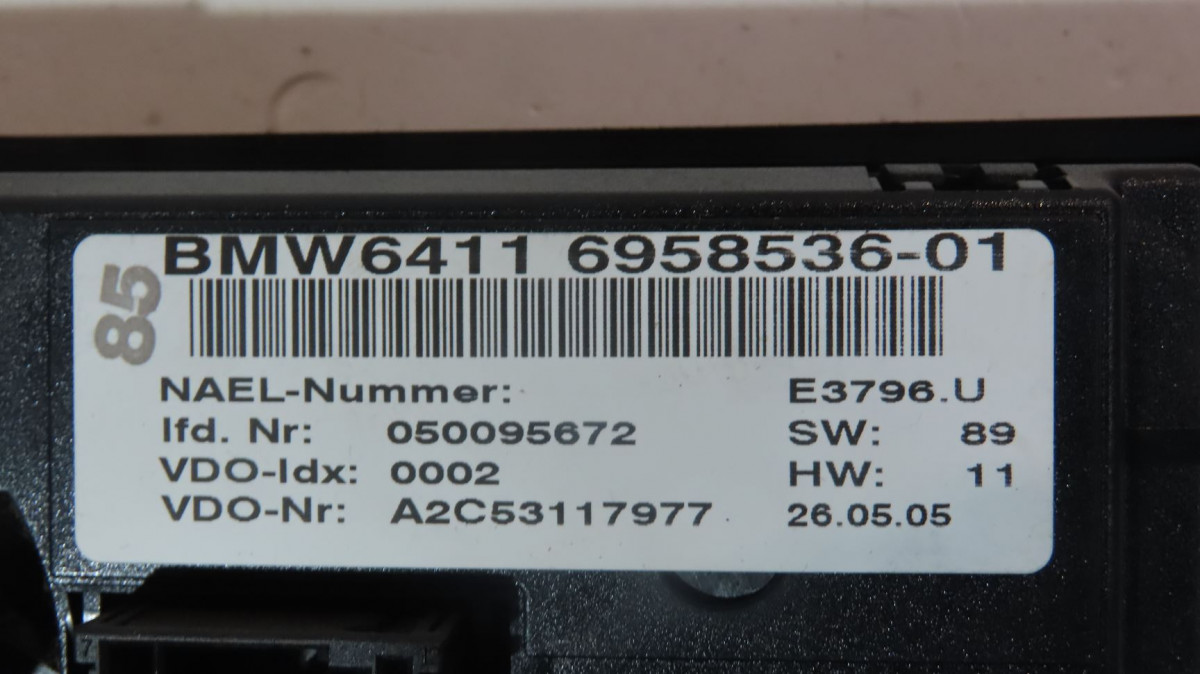 BMW6411 6958536-01
85
NAEL-Nummer: E3796.U
lfd. Nr: 050095672 SW: 89
VDO-Idx: 0002 HW: 11
VDO-Nr: A2C53117977 26.05.05
7